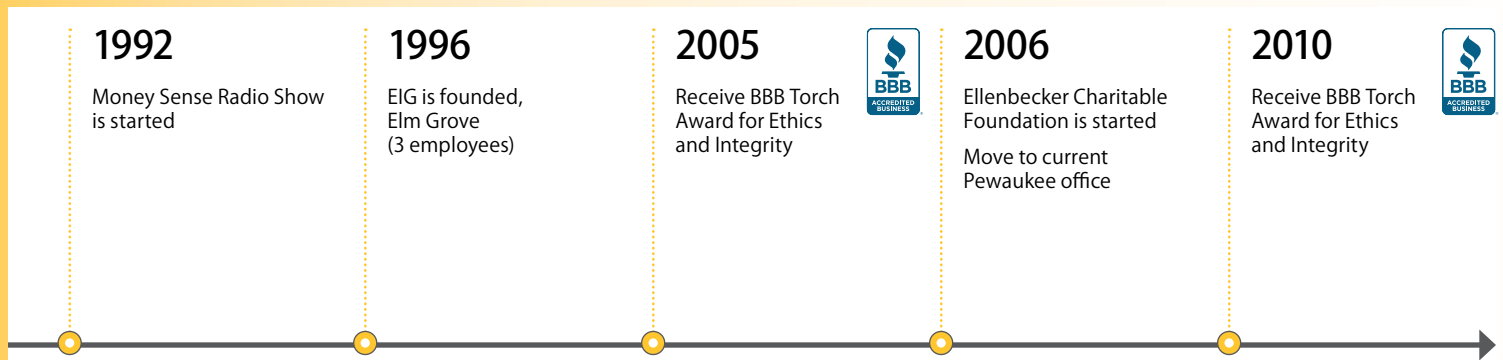 1992
Money Sense Radio Show
is started
1996
EIG is founded,
Elm Grove
(3 employees)
2005
Receive BBB Torch
Award for Ethics
and Integrity
BBB
ACCREDITED
BUSINESS
2006
Ellenbecker Charitable
Foundation is started
Move to current
Pewaukee office
2010
Receive BBB Torch
Award for Ethics
and Integrity
BBB
ACCREDITED
BUSINESS